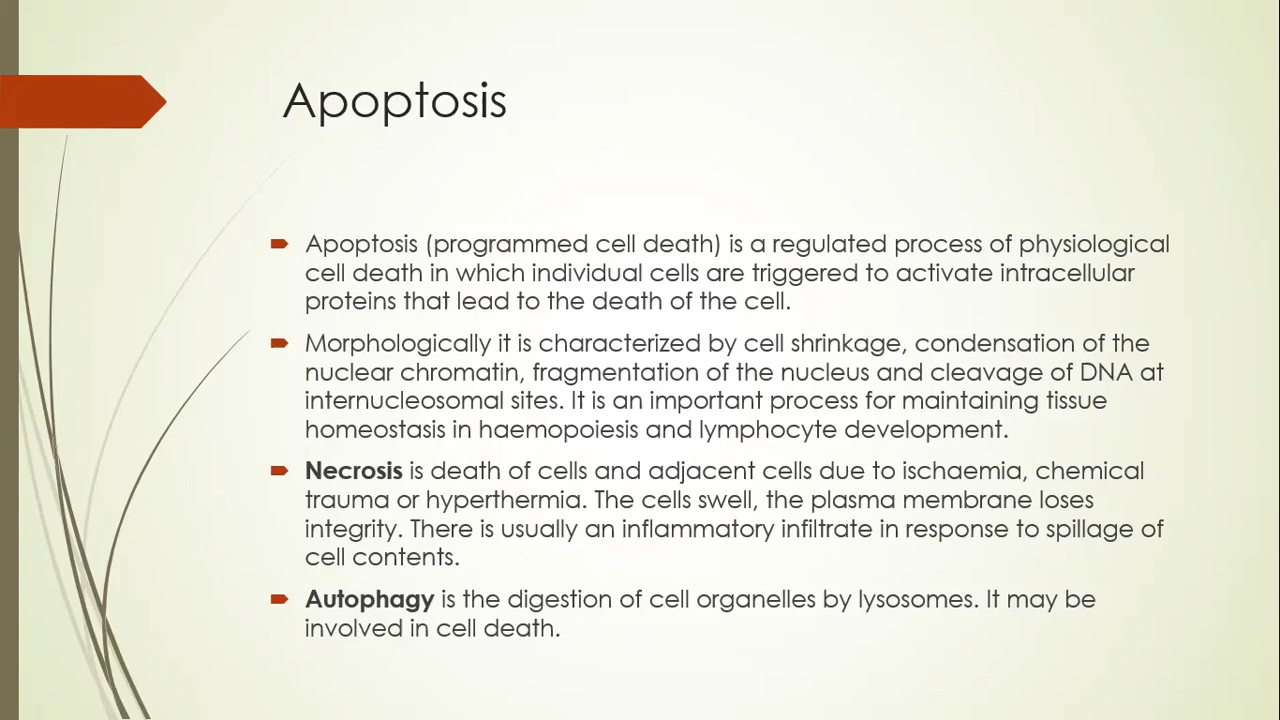 Apoptosis
Apoptosis (programmed cell death) is a regulated process of physiological
cell death in which individual cells are triggered to activate intracellular
proteins that lead to the death of the cell.
Morphologically it is characterized by cell shrinkage, condensation of the
nuclear chromatin, fragmentation of the nucleus and cleavage of DNA at
internucleosomal sites. It is an important process for maintaining tissue
homeostasis in haemopoiesis and lymphocyte development.
Necrosis is death of cells and adjacent cells due to ischaemia, chemical
trauma or hyperthermia. The cells swell, the plasma membrane loses
integrity. There is usually an inflammatory infiltrate in response to spillage of
cell contents.
Autophagy is the digestion of cell organelles by lysosomes. It may be
involved in cell death.